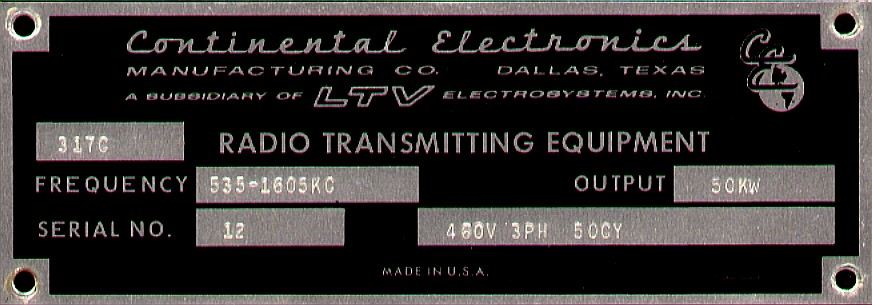 Continental Electronics
MANUFACTURING CO. DALLAS, TEXAS
A SUBSIDIARY OF LTV ELECTROSYSTEMS, INC.
317C RADIO TRANSMITTING EQUIPMENT
FREQUENCY 535-1605KC OUTPUT 50KW
SERIAL NO. 12 460V 3PH 50CY
MADE IN U.S.A.